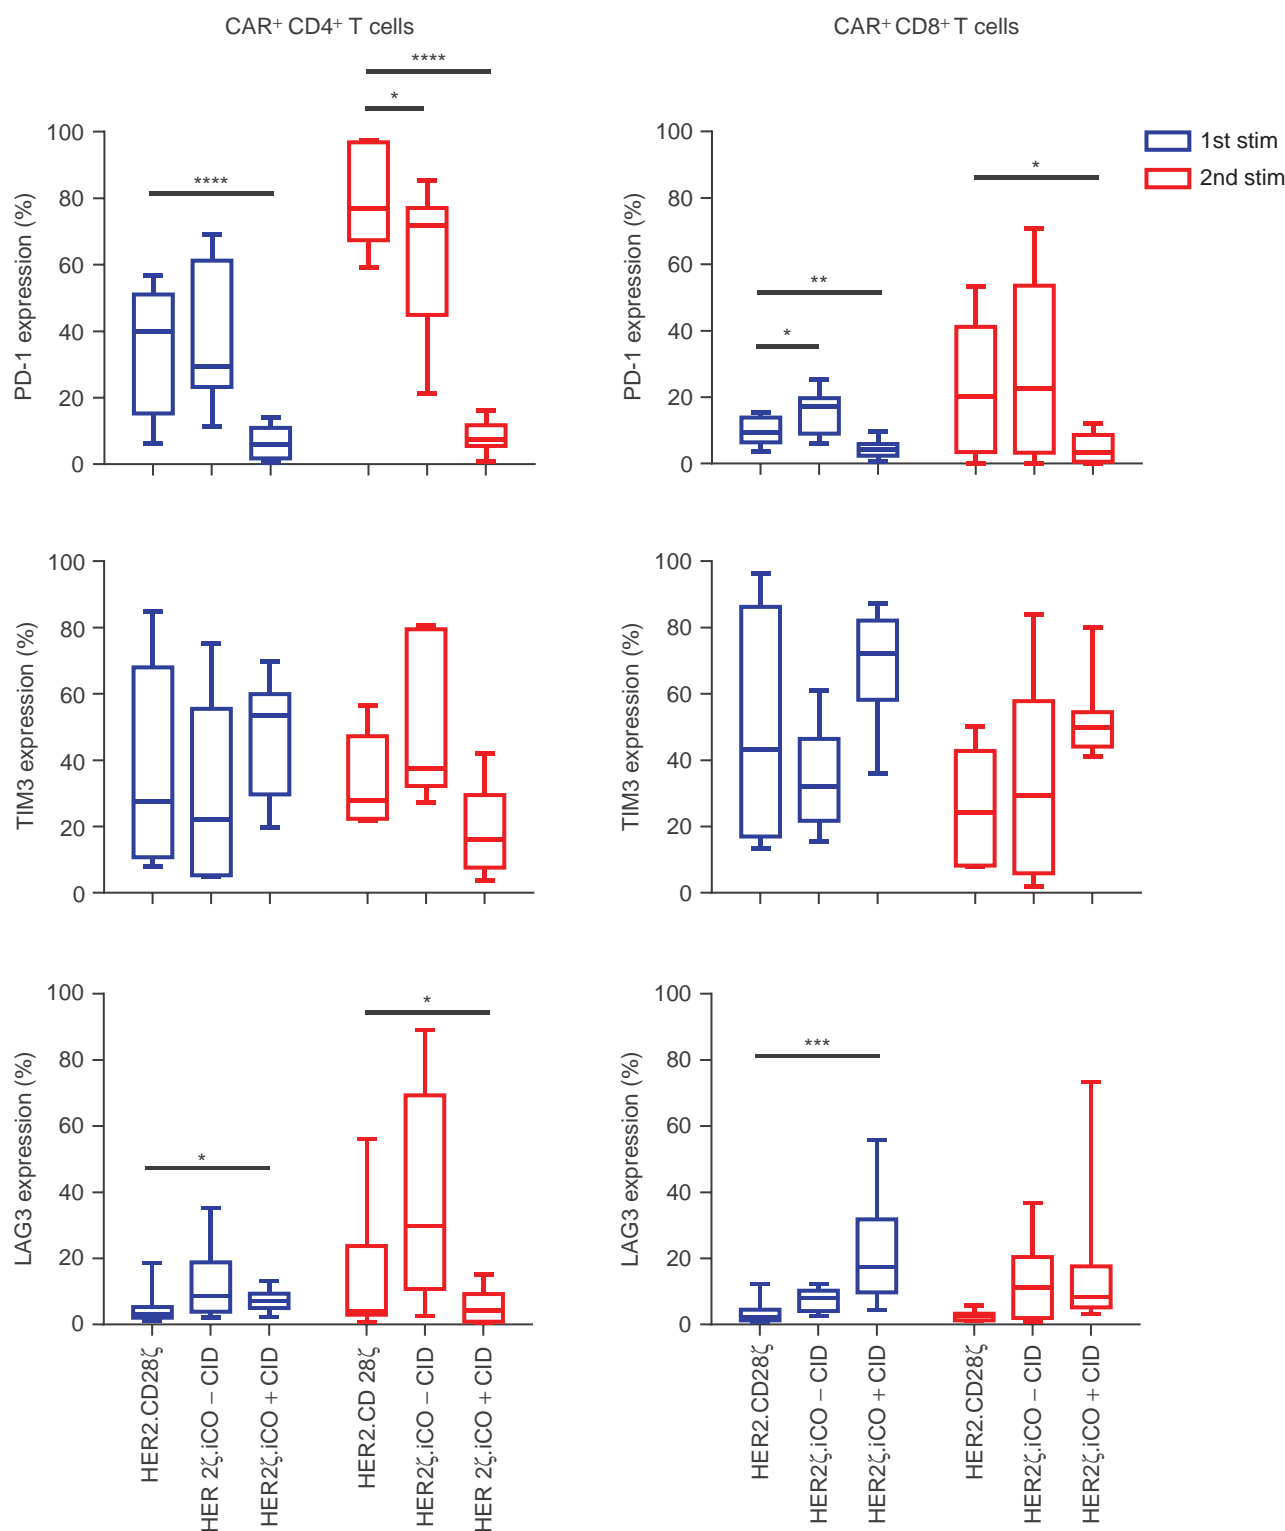 CAR+ CD4+ T cells
CAR+ CD8+ T cells
1st stim
2nd stim
PD-1 expression (%)
100
80
60
40
20
0
****
****
*
PD-1 expression (%)
100
80
60
40
20
0
*
**
*
TIM3 expression (%)
100
80
60
40
20
0
TIM3 expression (%)
100
80
60
40
20
0
LAG3 expression (%)
100
80
60
40
20
0
*
*
LAG3 expression (%)
100
80
60
40
20
0
***
HER2.CD28ζ
HER 2ζ.iCO – CID
HER2ζ.iCO + CID
HER2.CD 28ζ
HER2ζ.iCO – CID
HER 2ζ.iCO + CID
HER2.CD28ζ
HER2ζ.iCO – CID
HER2ζ.iCO + CID
HER2.CD28ζ
HER2ζ.iCO – CID
HER2ζ.iCO + CID